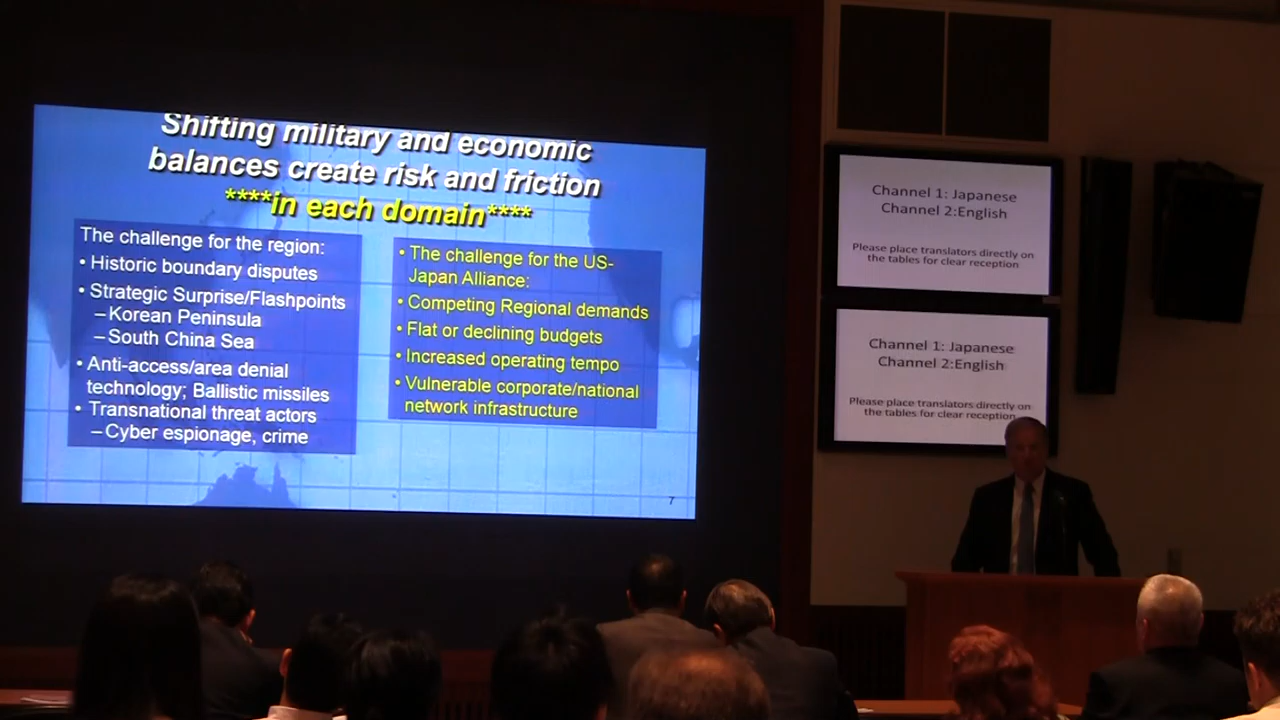 Shifting military and economic
balances create risk and friction
****in each domain****
The challenge for the region:
• Historic boundary disputes
• Strategic Surprise/Flashpoints
– Korean Peninsula
– South China Sea
• Anti-access/area denial
technology; Ballistic missiles
• Transnational threat actors
– Cyber espionage, crime
• The challenge for the US-
Japan Alliance:
• Competing Regional demands
• Flat or declining budgets
• Increased operating tempo
• Vulnerable corporate/national
network infrastructure
7
Channel 1: Japanese
Channel 2:English
Please place translators directly on
the tables for clear reception
Channel 1: Japanese
Channel 2:English
Please place translators directly on
the tables for clear reception